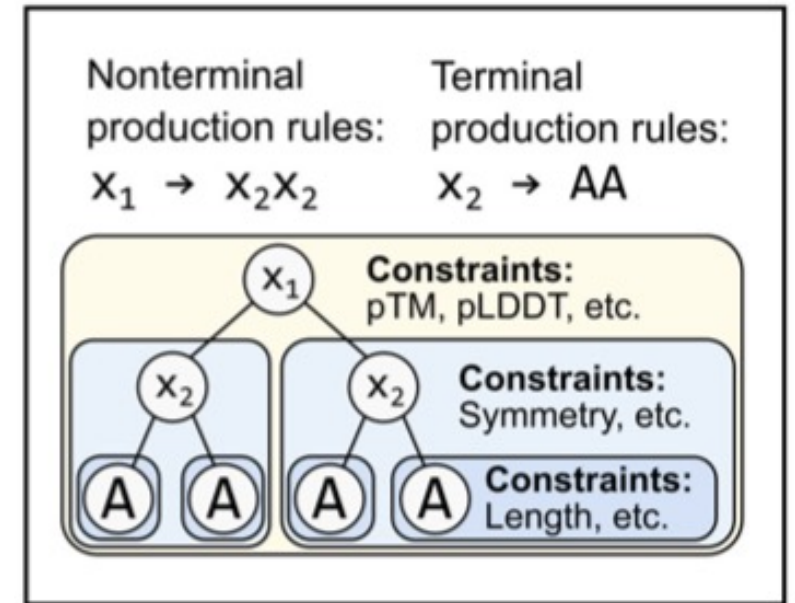 Nonterminal
production rules:
x₁ → x₂x₂
Terminal
production rules:
x₂ → AA
x₁
Constraints:
pTM, pLDDT, etc.
x₂
x₂
Constraints:
Symmetry, etc.
A
A
A
A
Constraints:
Length, etc.